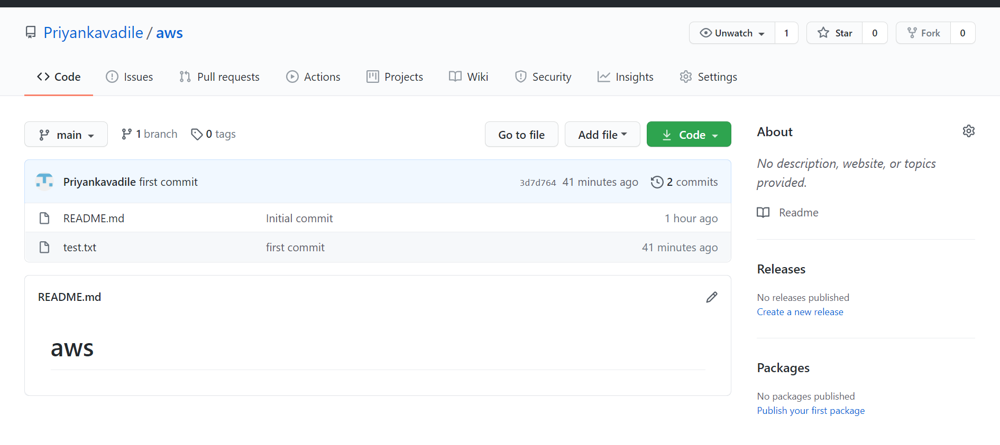 Priyankavadile / aws
Unwatch 1 Star 0 Fork 0
Code Issues Pull requests Actions Projects Wiki Security Insights Settings
main 1 branch 0 tags Go to file Add file Code
Priyankavadile first commit 3d7d764 41 minutes ago 2 commits
README.md Initial commit 1 hour ago
test.txt first commit 41 minutes ago
README.md
aws
About
No description, website, or topics
provided.
Readme
Releases
No releases published
Create a new release
Packages
No packages published
Publish your first package